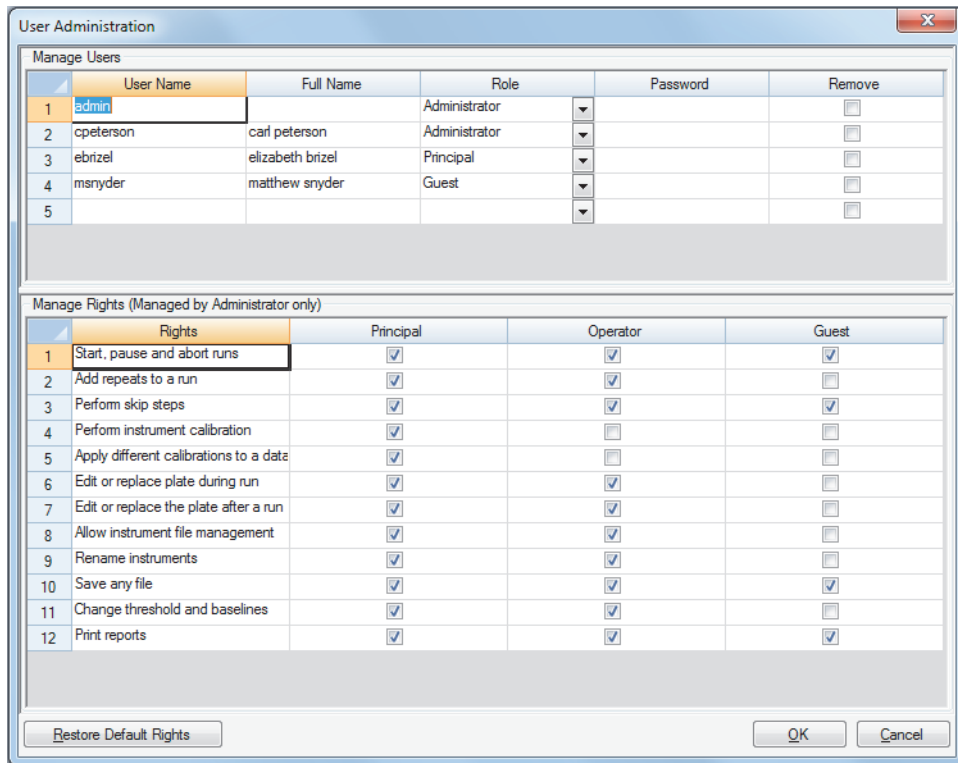 User Administration
Manage Users
User Name Full Name Role Password Remove
1 admin Administrator
2 cpeterson carl peterson Administrator
3 ebrizel elizabeth brizel Principal
4 msnyder matthew snyder Guest
5
Manage Rights (Managed by Administrator only)
Rights Principal Operator Guest
1 Start, pause and abort runs
2 Add repeats to a run
3 Perform skip steps
4 Perform instrument calibration
5 Apply different calibrations to a data
6 Edit or replace plate during run
7 Edit or replace the plate after a run
8 Allow instrument file management
9 Rename instruments
10 Save any file
11 Change threshold and baselines
12 Print reports
Restore Default Rights OK Cancel